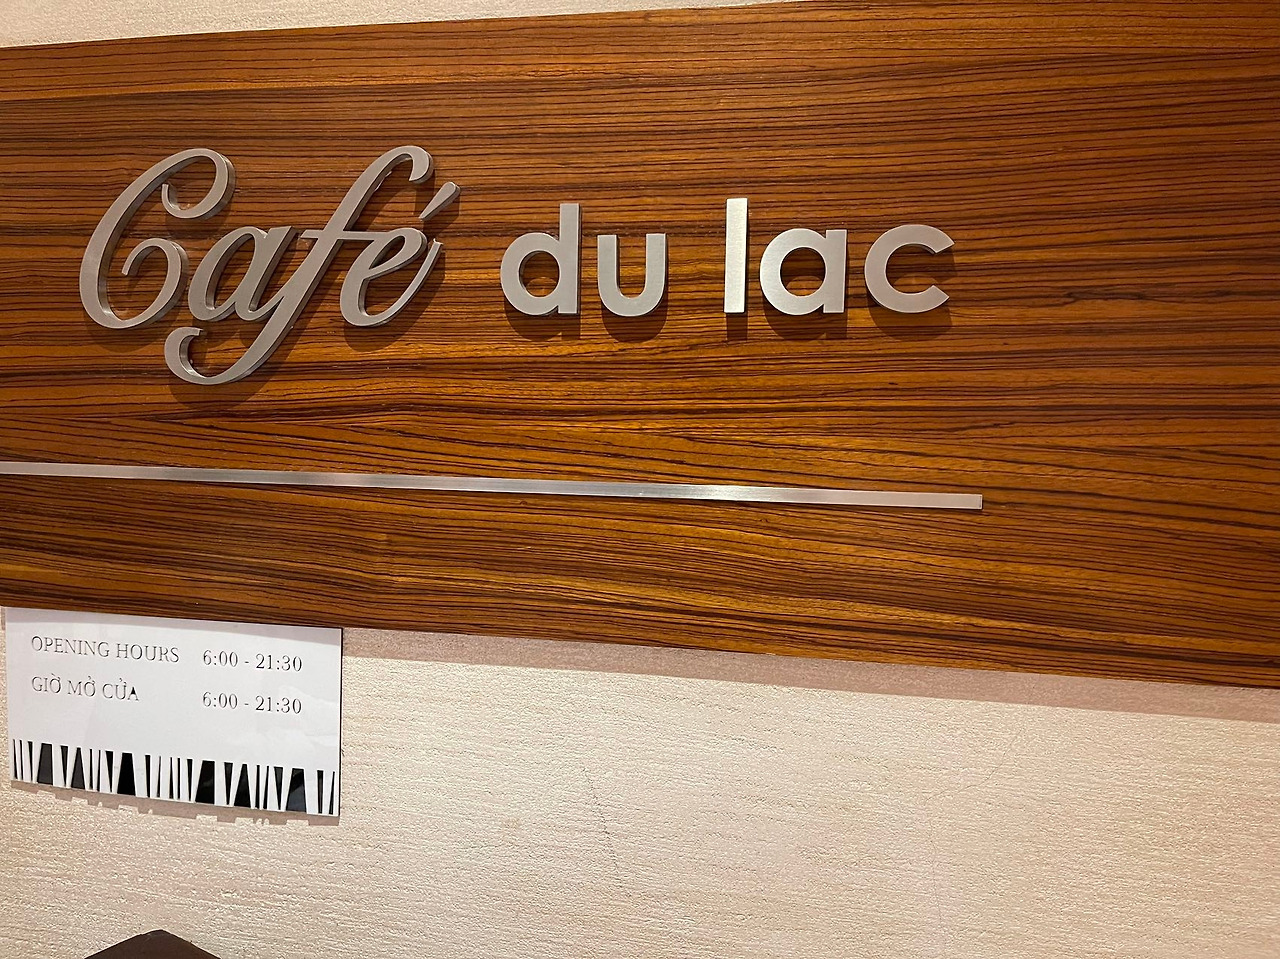 Café du lac
OPENING HOURS 6:00 - 21:30
GIỜ MỞ CỬA 6:00 - 21:30